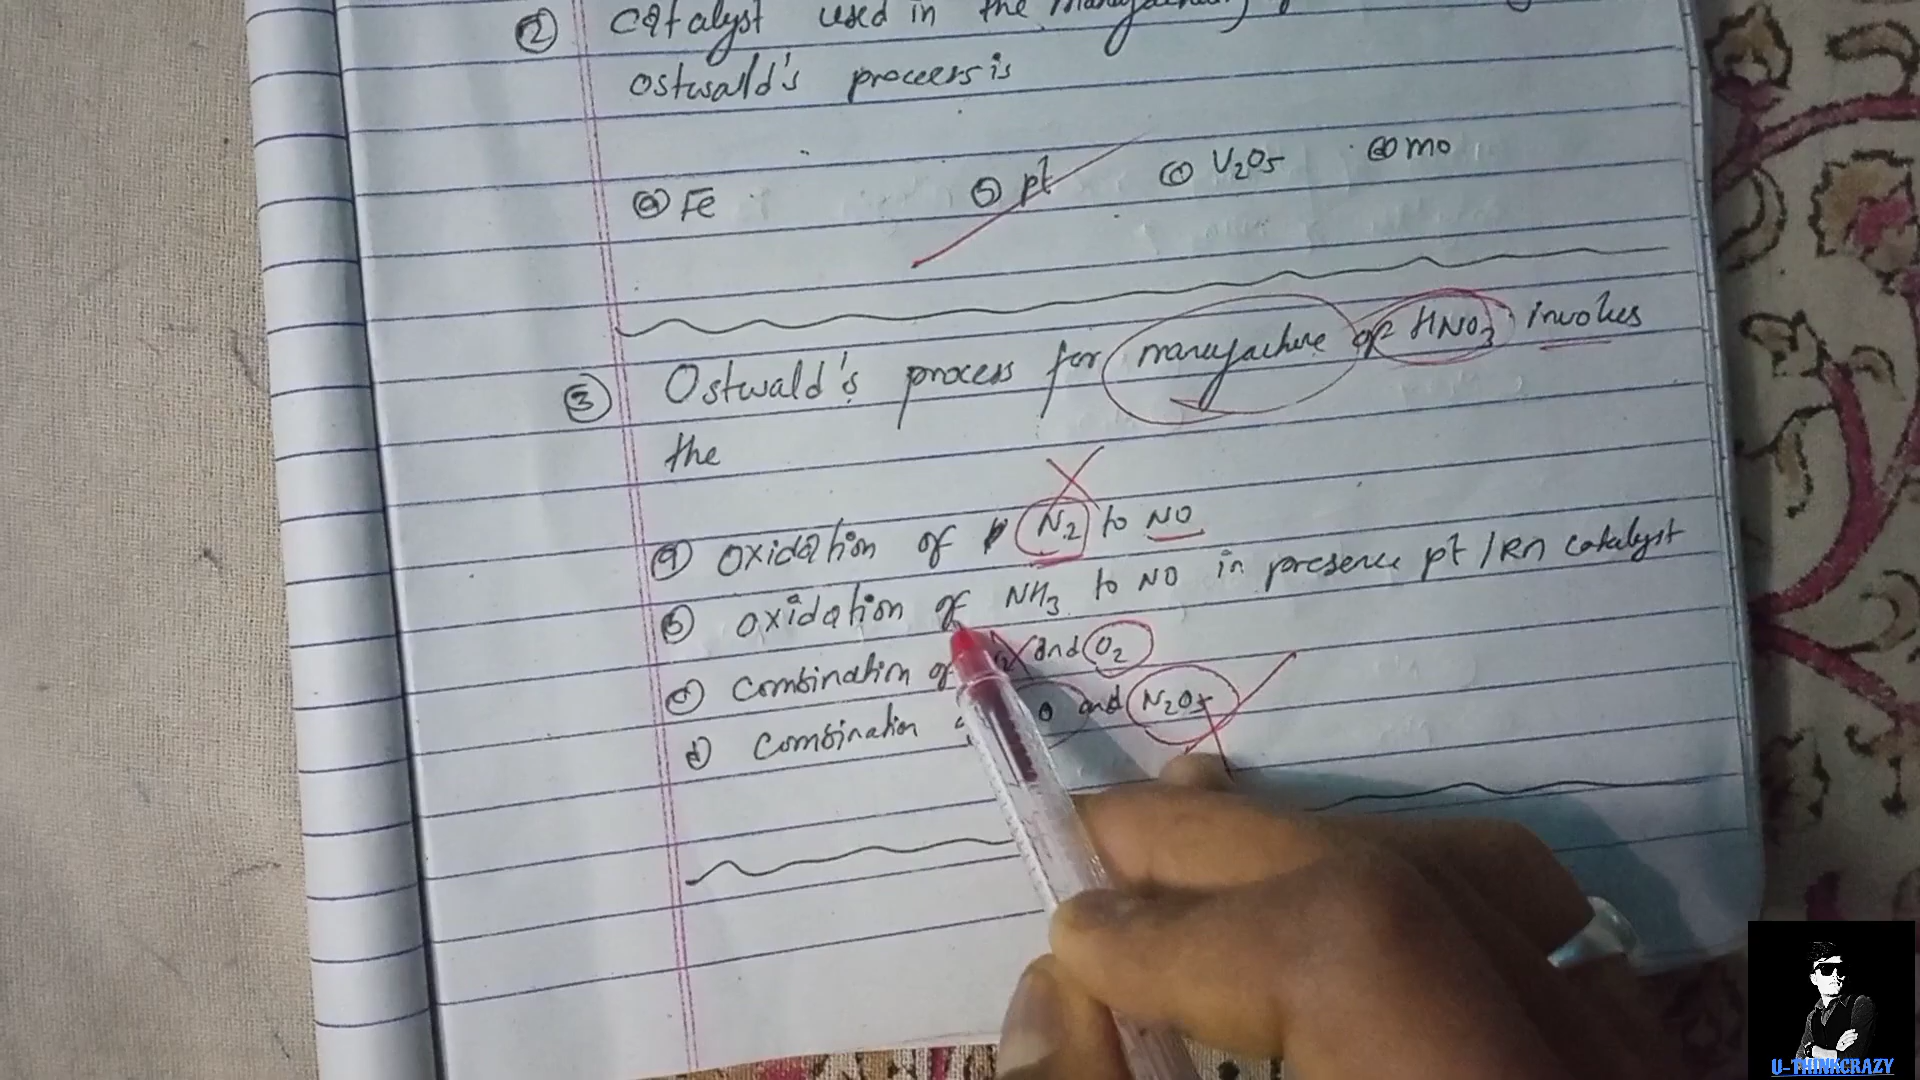 ② Catalyst used in the
Ostwald's process is
ⓐ Fe ⓑ pt ⓒ V₂O₅ ⓓ mo
③ Ostwald's process for manufacture of HNO₃ involves
the
ⓐ oxidation of N₂ to NO
ⓑ oxidation of NH₃ to NO in presence pt / Rn catalyst
ⓒ Combination of and O₂
ⓓ Combination and N₂O₅
U-THINKCRAZY